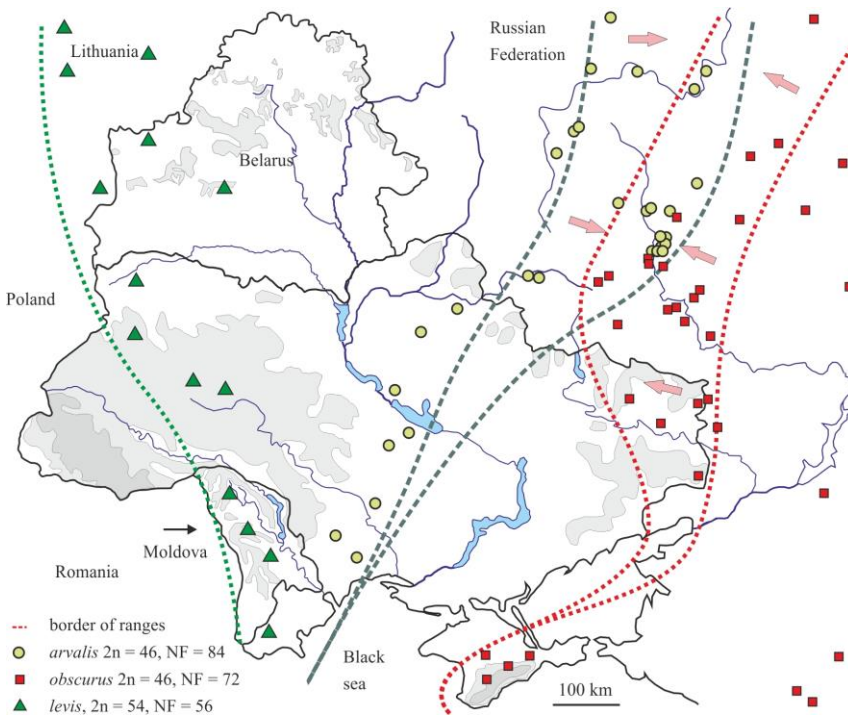 Russian
Federation
Lithuania
Belarus
Poland
Moldova
Romania
Black
sea
border of ranges
arvalis 2n = 46, NF = 84
obscurus 2n = 46, NF = 72
levis, 2n = 54, NF = 56
100 km